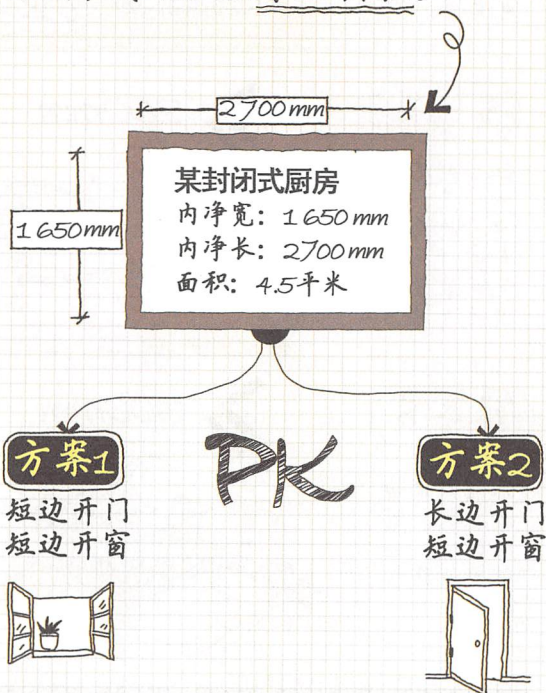 2700mm
某封闭式厨房
内净宽：1650mm
内净长：2700mm
面积：4.5平米
1650mm
方案1
PK
方案2
短边开门
短边开窗
长边开门
短边开窗